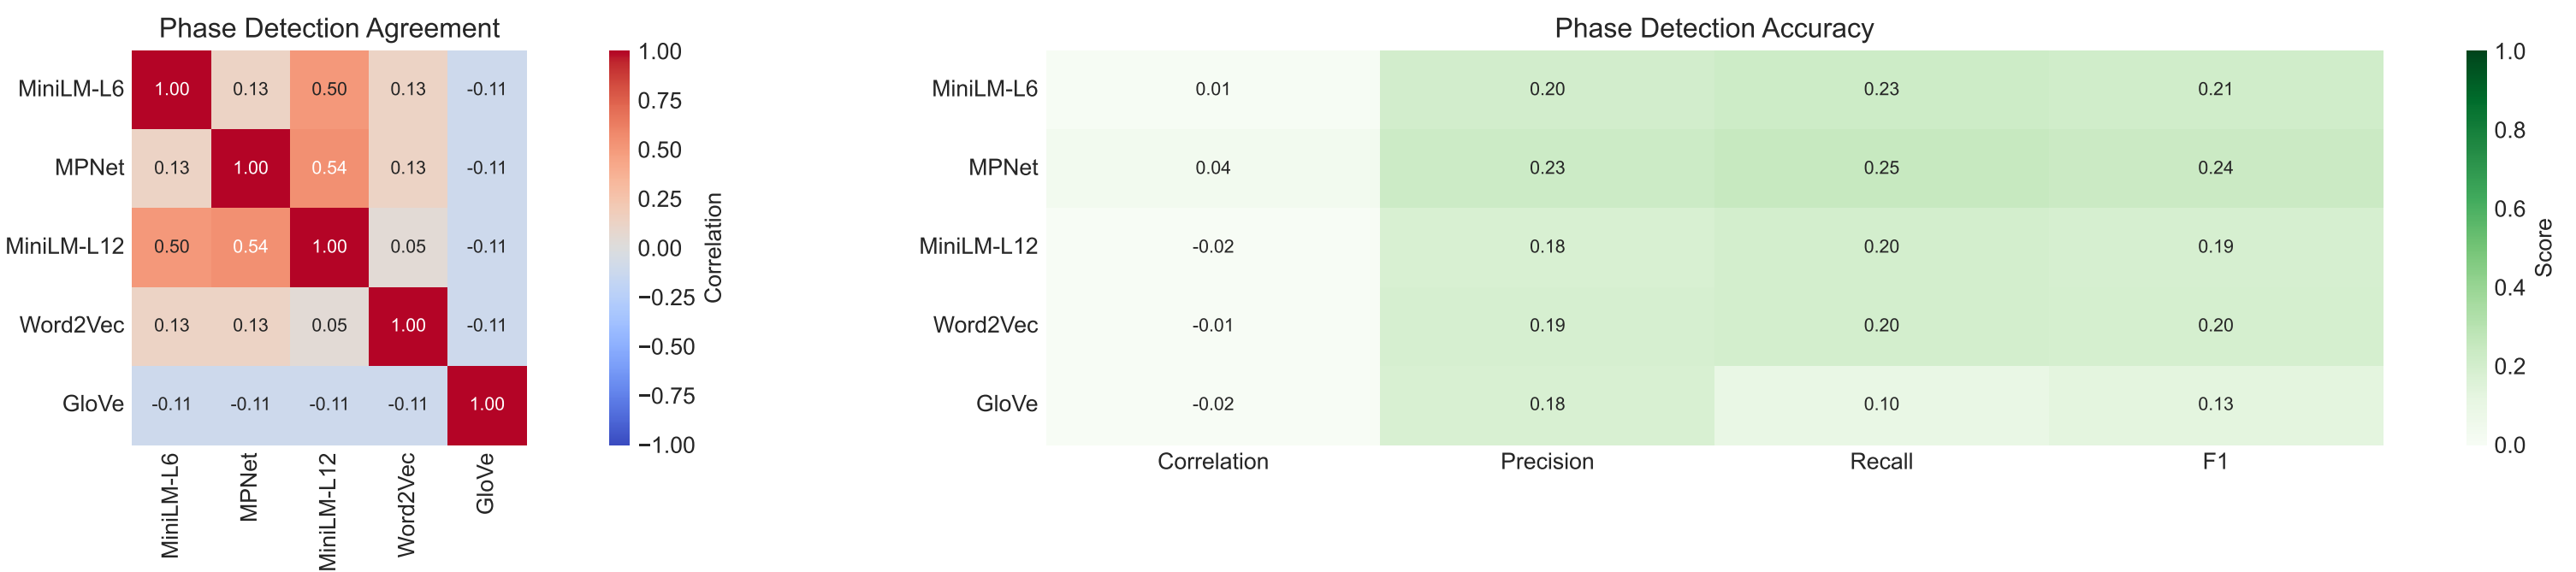 Phase Detection Agreement
MiniLM-L6 1.00 0.13 0.50 0.13 -0.11
MPNet 0.13 1.00 0.54 0.13 -0.11
MiniLM-L12 0.50 0.54 1.00 0.05 -0.11
Word2Vec 0.13 0.13 0.05 1.00 -0.11
GloVe -0.11 -0.11 -0.11 -0.11 1.00
MiniLM-L6
MPNet
MiniLM-L12
Word2Vec
GloVe
1.00
0.75
0.50
0.25
0.00
−0.25
−0.50
−0.75
−1.00
Correlation
Phase Detection Accuracy
MiniLM-L6 0.01 0.20 0.23 0.21
MPNet 0.04 0.23 0.25 0.24
MiniLM-L12 -0.02 0.18 0.20 0.19
Word2Vec -0.01 0.19 0.20 0.20
GloVe -0.02 0.18 0.10 0.13
Correlation Precision Recall F1
1.0
0.8
0.6
0.4
0.2
0.0
Score